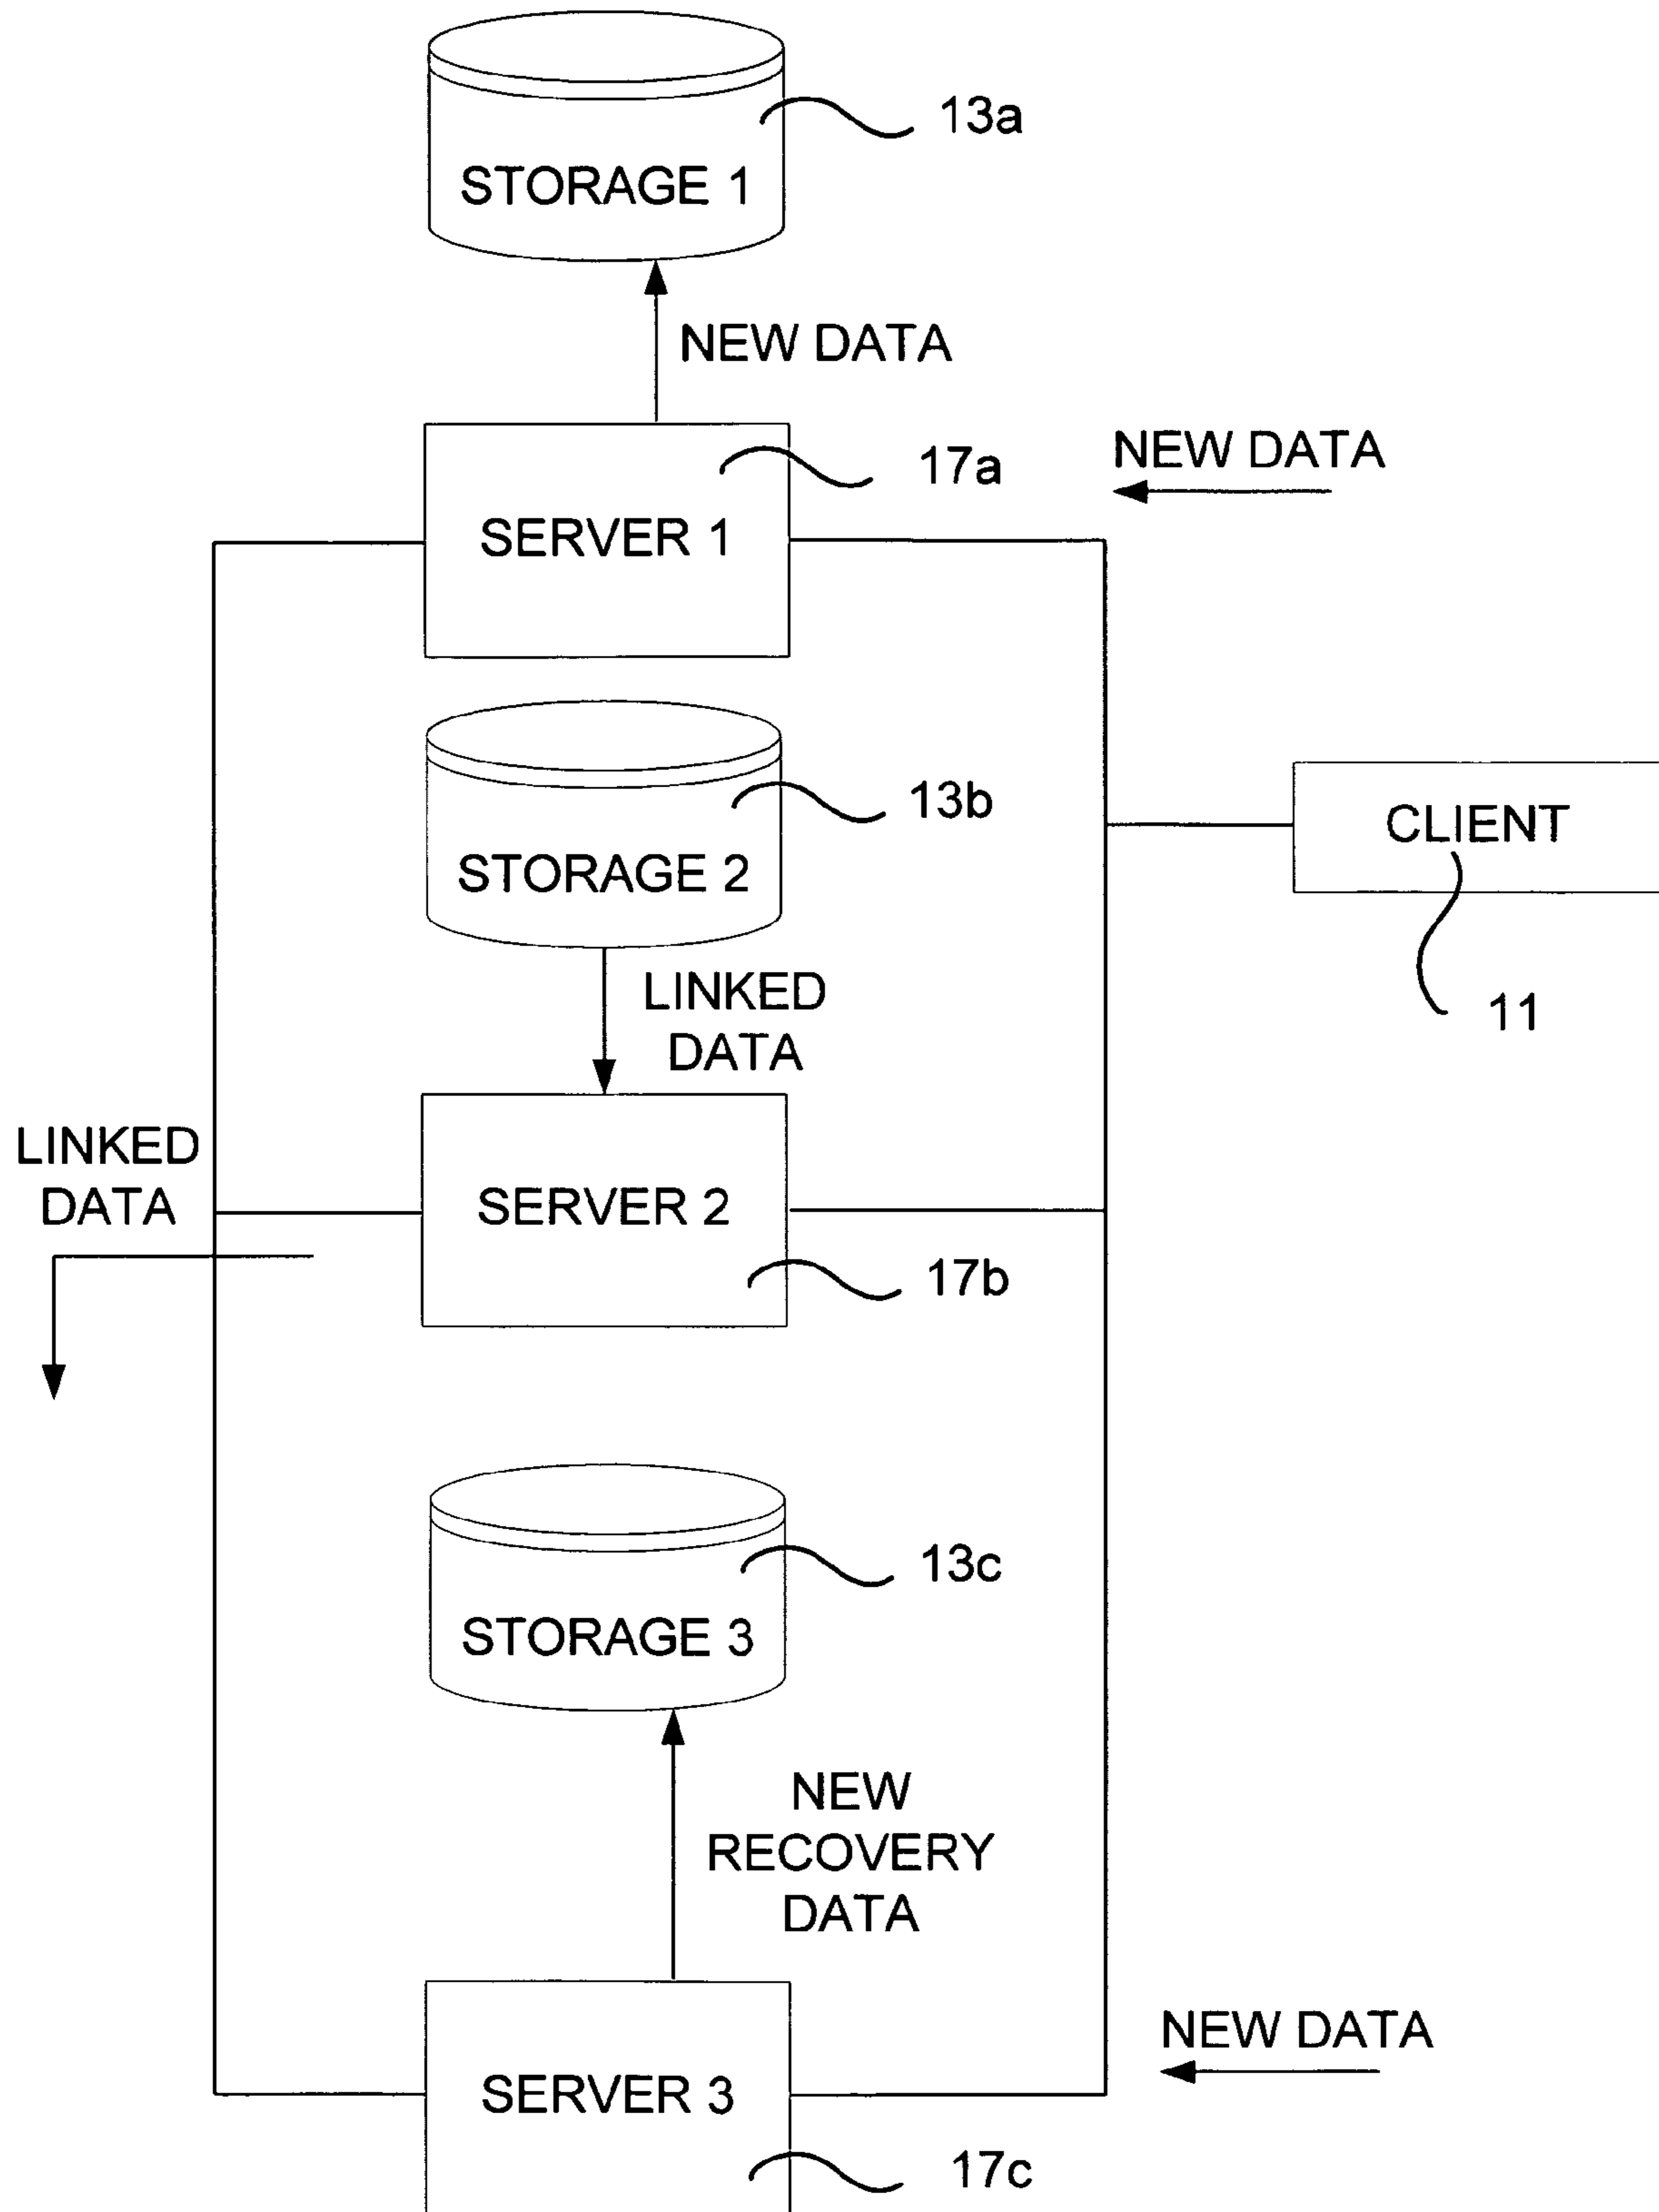 13a
STORAGE 1
NEW DATA
17a
NEW DATA
SERVER 1
13b
CLIENT
STORAGE 2
LINKED
DATA
11
LINKED
DATA
SERVER 2
17b
13c
STORAGE 3
NEW
RECOVERY
DATA
NEW DATA
SERVER 3
17c